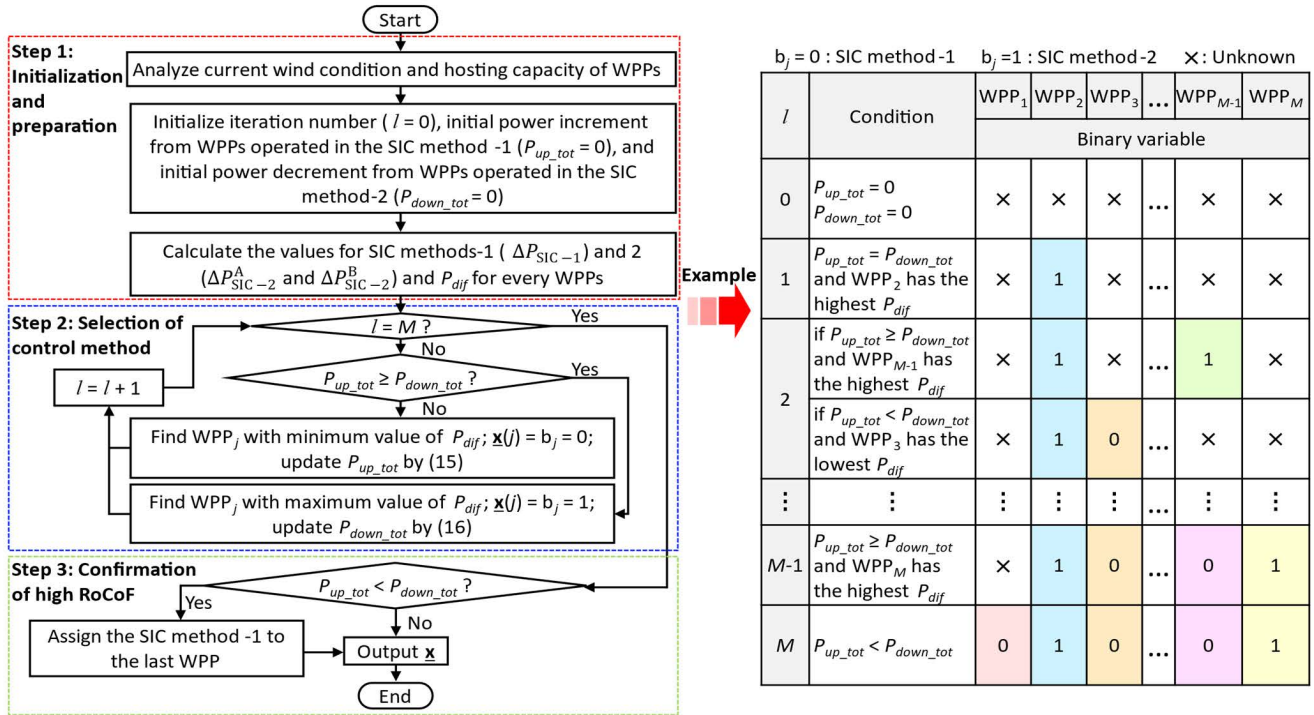 Start
Step 1:
Initialization
and
preparation
Analyze current wind condition and hosting capacity of WPPs
Initialize iteration number ( l = 0), initial power increment
from WPPs operated in the SIC method -1 (P_up_tot = 0), and
initial power decrement from WPPs operated in the SIC
method-2 (P_down_tot = 0)
Calculate the values for SIC methods-1 ( ΔP_SIC−1) and 2
(ΔP^A_SIC−2 and ΔP^B_SIC−2) and P_dif for every WPPs
Step 2: Selection of
control method
l = M ?
Yes
No
P_up_tot ≥ P_down_tot ?
Yes
No
l = l + 1
Find WPP_j with minimum value of P_dif ; x(j) = b_j = 0;
update P_up_tot by (15)
Find WPP_j with maximum value of P_dif ; x(j) = b_j = 1;
update P_down_tot by (16)
Step 3: Confirmation
of high RoCoF
P_up_tot < P_down_tot ?
Yes
No
Assign the SIC method -1 to
the last WPP
Output x
End
Example
b_j = 0 : SIC method-1 b_j =1 : SIC method-2 ×: Unknown
l Condition WPP_1 WPP_2 WPP_3 ... WPP_M-1 WPP_M
Binary variable
0
P_up_tot = 0
P_down_tot = 0
× × × ... × ×
1
P_up_tot = P_down_tot
and WPP_2 has the
highest P_dif
× 1 × ... × ×
2
if P_up_tot ≥ P_down_tot
and WPP_M-1 has
the highest P_dif
× 1 × ... 1 ×
if P_up_tot < P_down_tot
and WPP_3 has the
lowest P_dif
× 1 0 ... × ×
⋮ ⋮ ⋮ ⋮ ⋮ ... ⋮ ⋮
M-1
P_up_tot ≥ P_down_tot
and WPP_M has
the highest P_dif
× 1 0 ... 0 1
M P_up_tot < P_down_tot 0 1 0 ... 0 1